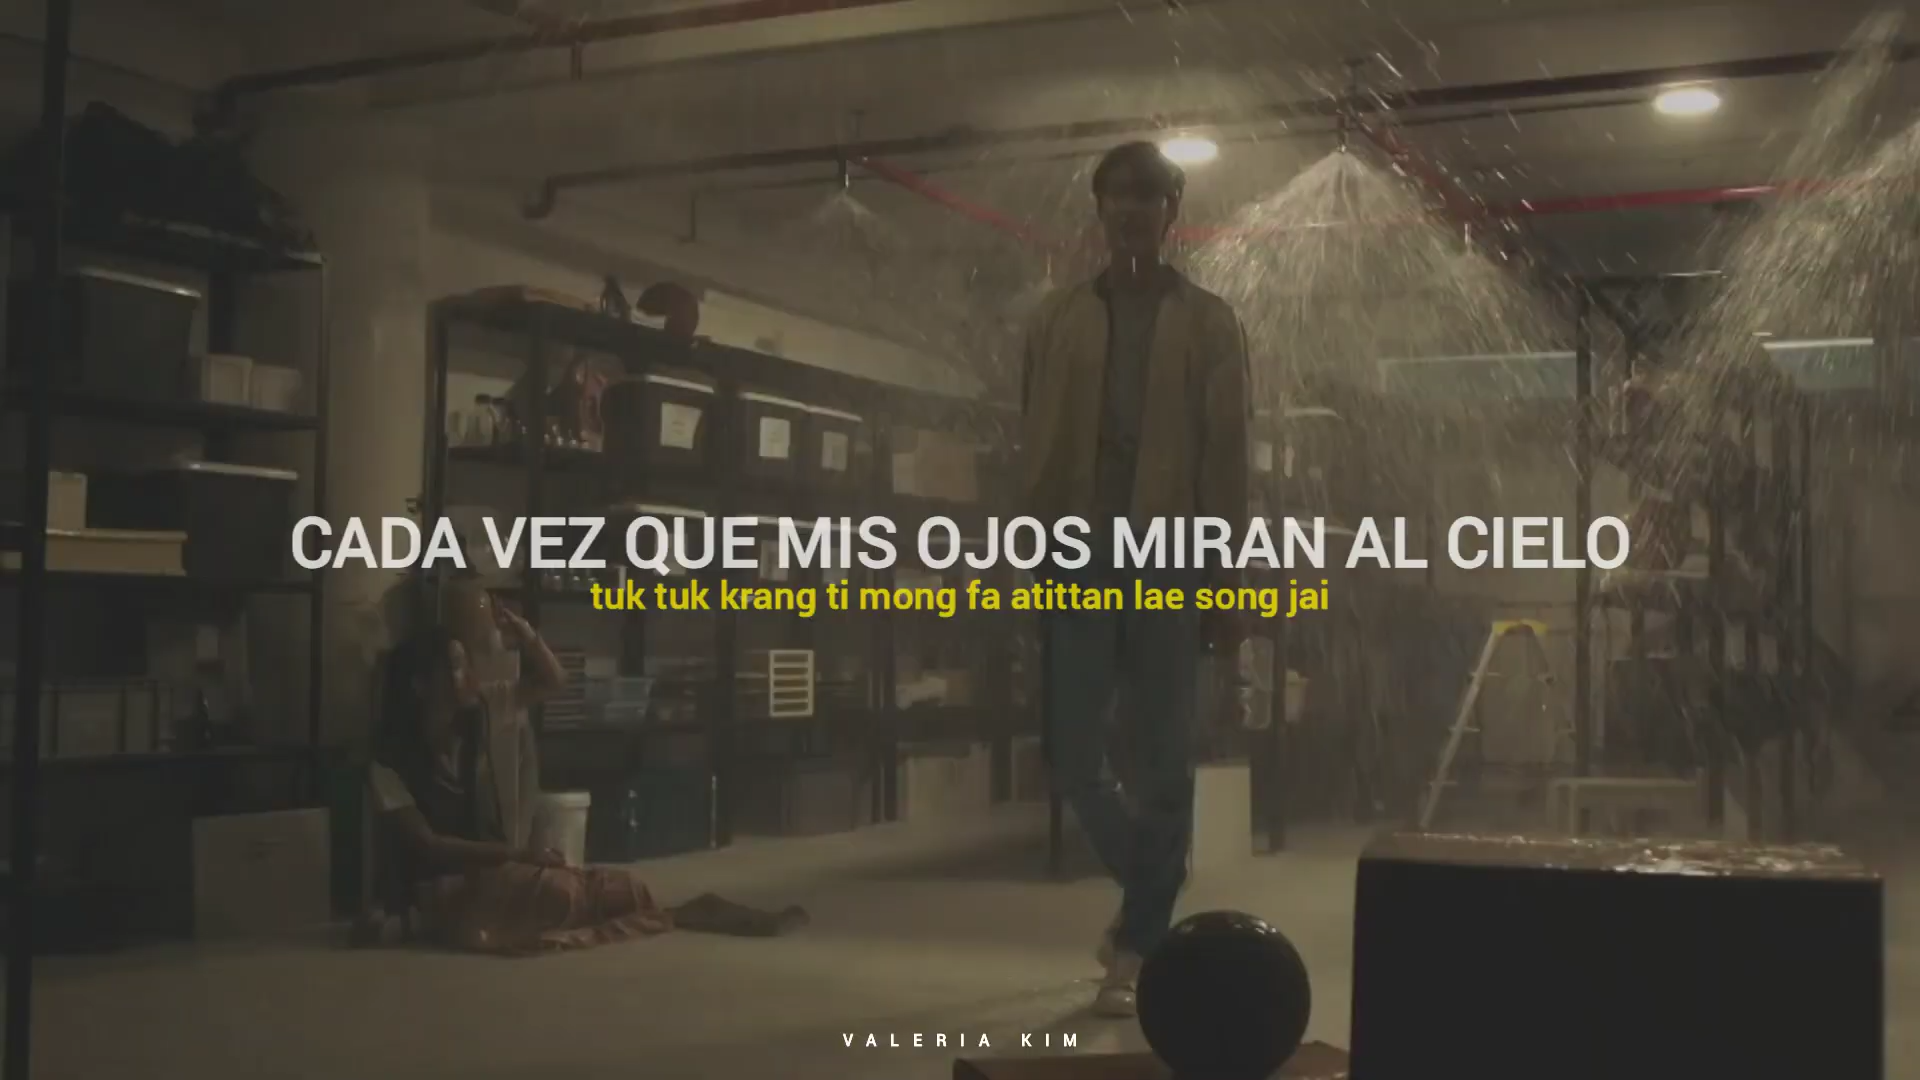 CADA VEZ QUE MIS OJOS MIRAN AL CIELO
tuk tuk krang ti mong fa atittan lae song jai
VALERIA KIM